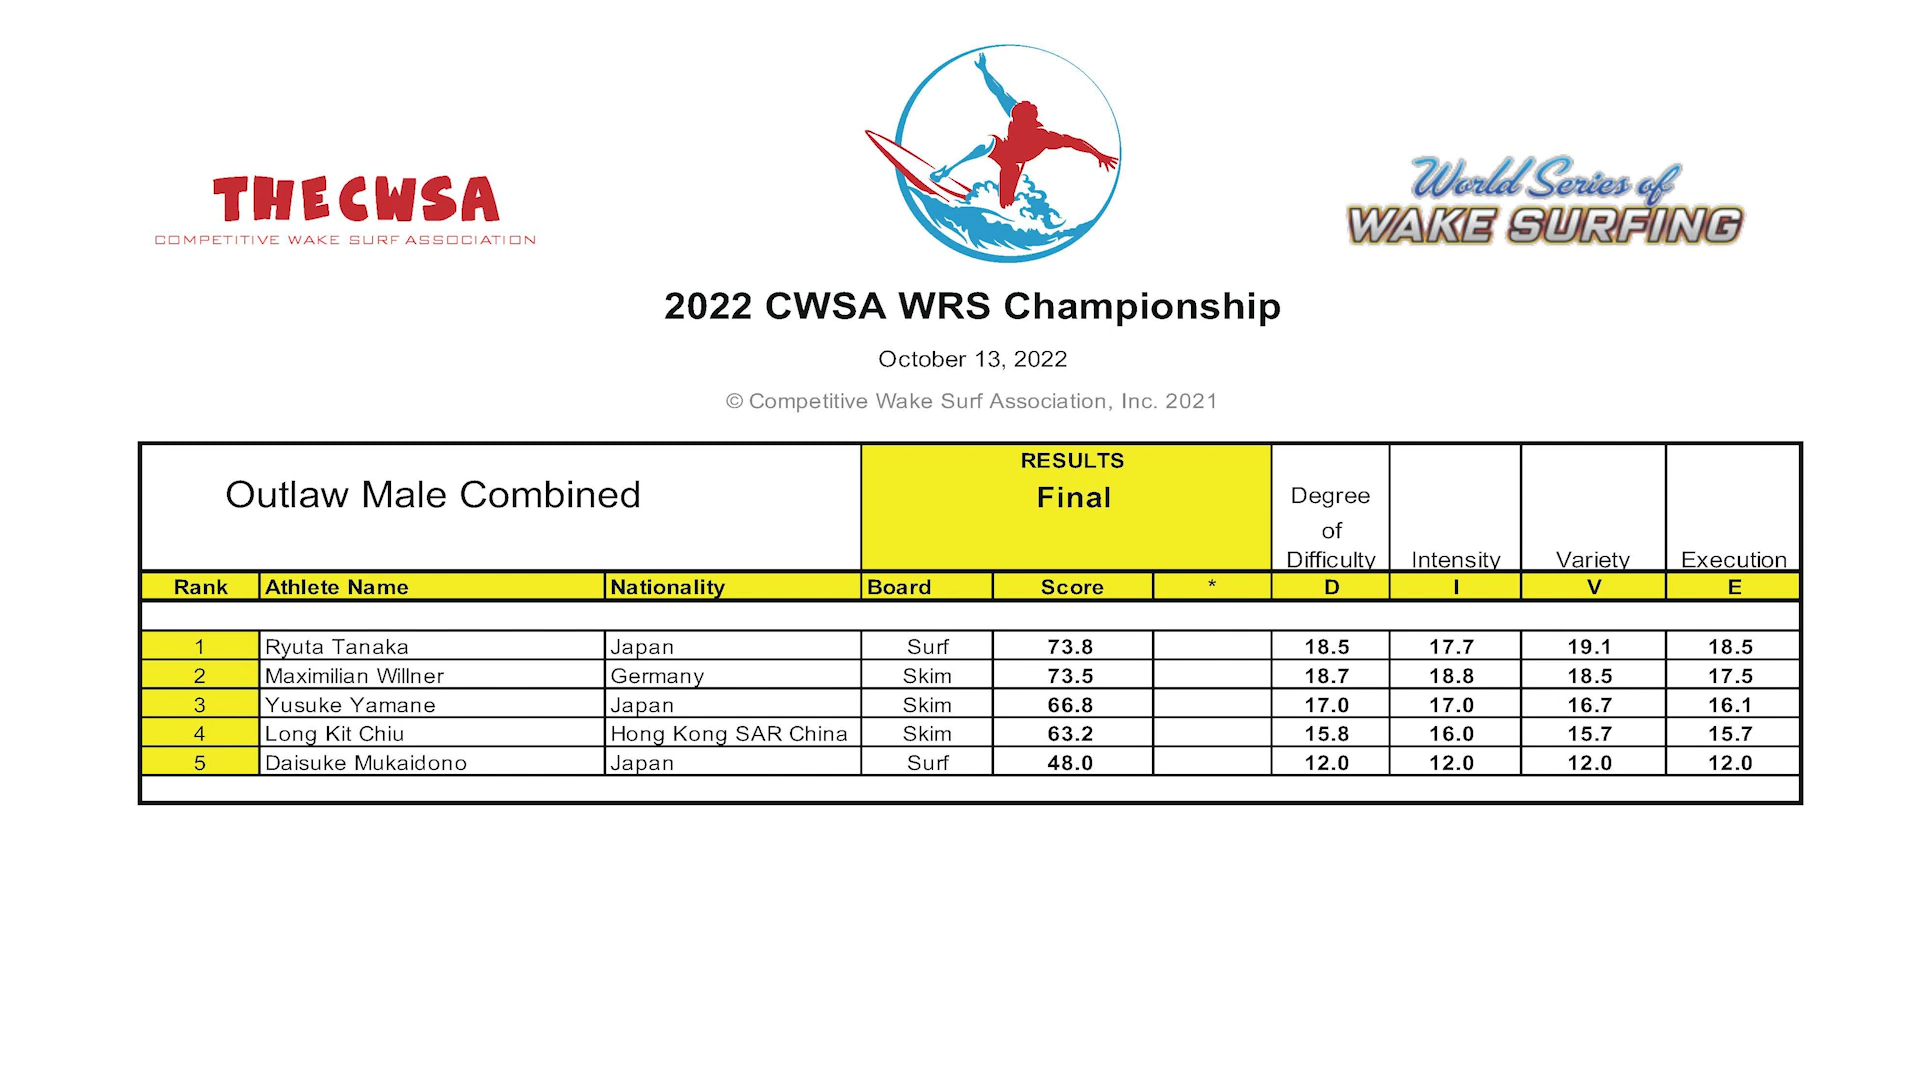 THECWSA
COMPETITIVE WAKE SURF ASSOCIATION
World Series of
WAKE SURFING
2022 CWSA WRS Championship
October 13, 2022
© Competitive Wake Surf Association, Inc. 2021
Outlaw Male Combined
RESULTS
Final
Degree
of
Difficulty Intensity Variety Execution
Rank Athlete Name Nationality Board Score * D I V E
1 Ryuta Tanaka Japan Surf 73.8 18.5 17.7 19.1 18.5
2 Maximilian Willner Germany Skim 73.5 18.7 18.8 18.5 17.5
3 Yusuke Yamane Japan Skim 66.8 17.0 17.0 16.7 16.1
4 Long Kit Chiu Hong Kong SAR China Skim 63.2 15.8 16.0 15.7 15.7
5 Daisuke Mukaidono Japan Surf 48.0 12.0 12.0 12.0 12.0